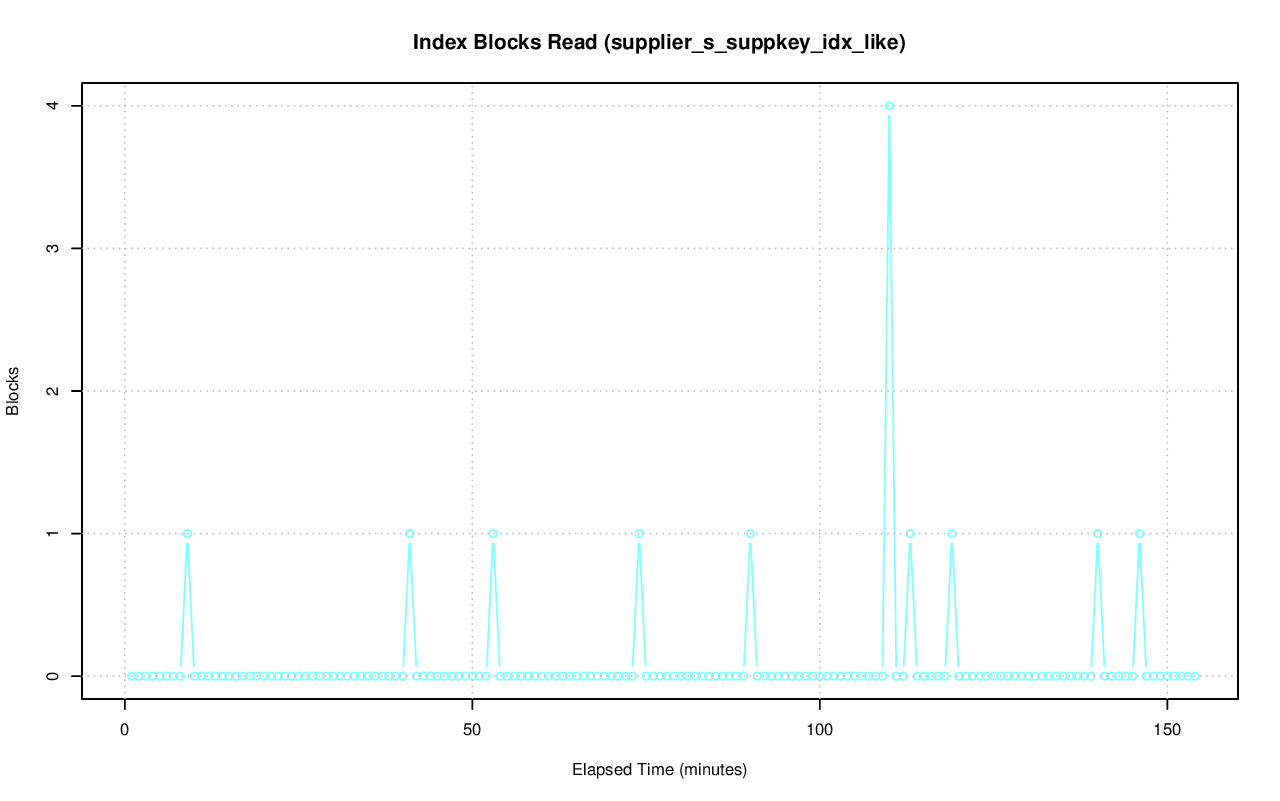 Index Blocks Read (supplier_s_suppkey_idx_like)
4
3
2
1
0
Blocks
0 50 100 150
Elapsed Time (minutes)